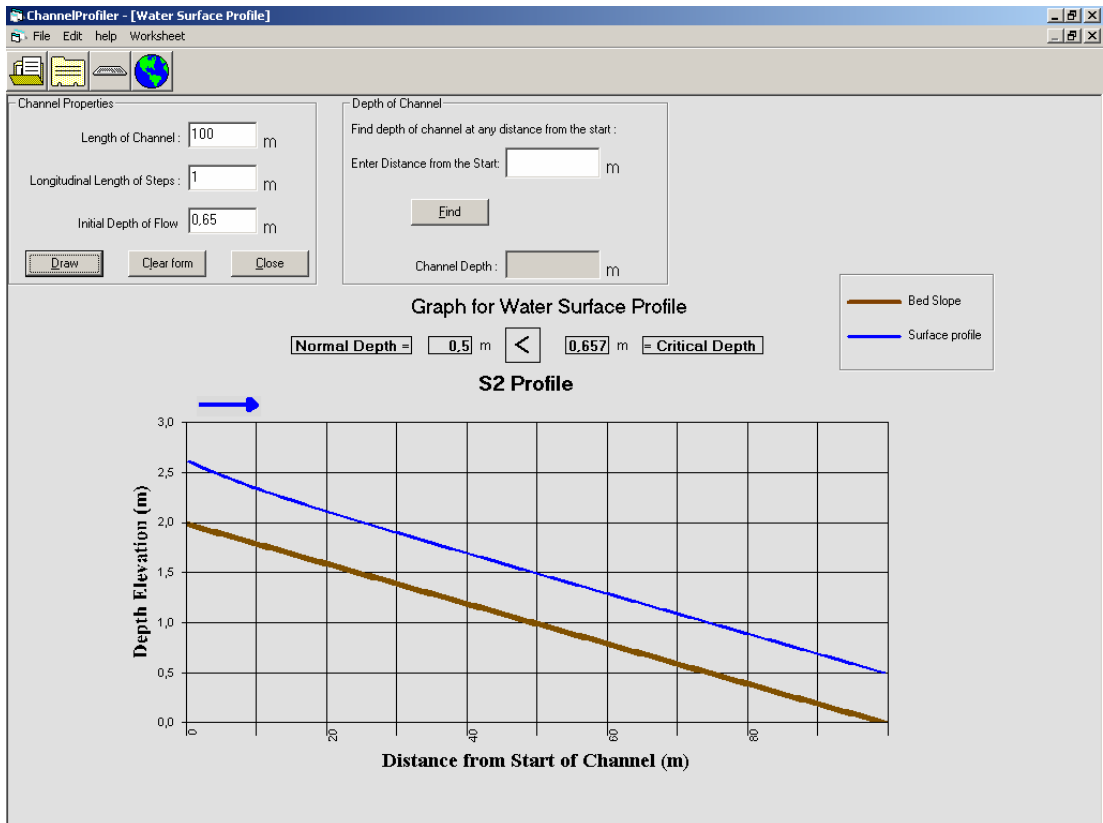 ChannelProfiler - [Water Surface Profile]
File Edit help Worksheet
Channel Properties
Length of Channel : 100 m
Longitudinal Length of Steps : 1 m
Initial Depth of Flow 0,65 m
Draw Clear form Close
Depth of Channel
Find depth of channel at any distance from the start :
Enter Distance from the Start: m
Find
Channel Depth : m
Graph for Water Surface Profile
Bed Slope
Surface profile
Normal Depth = 0,5 m < 0,657 m = Critical Depth
S2 Profile
3,0
2,5
2,0
1,5
1,0
0,5
0,0
Depth Elevation (m)
0 20 40 60 80
Distance from Start of Channel (m)